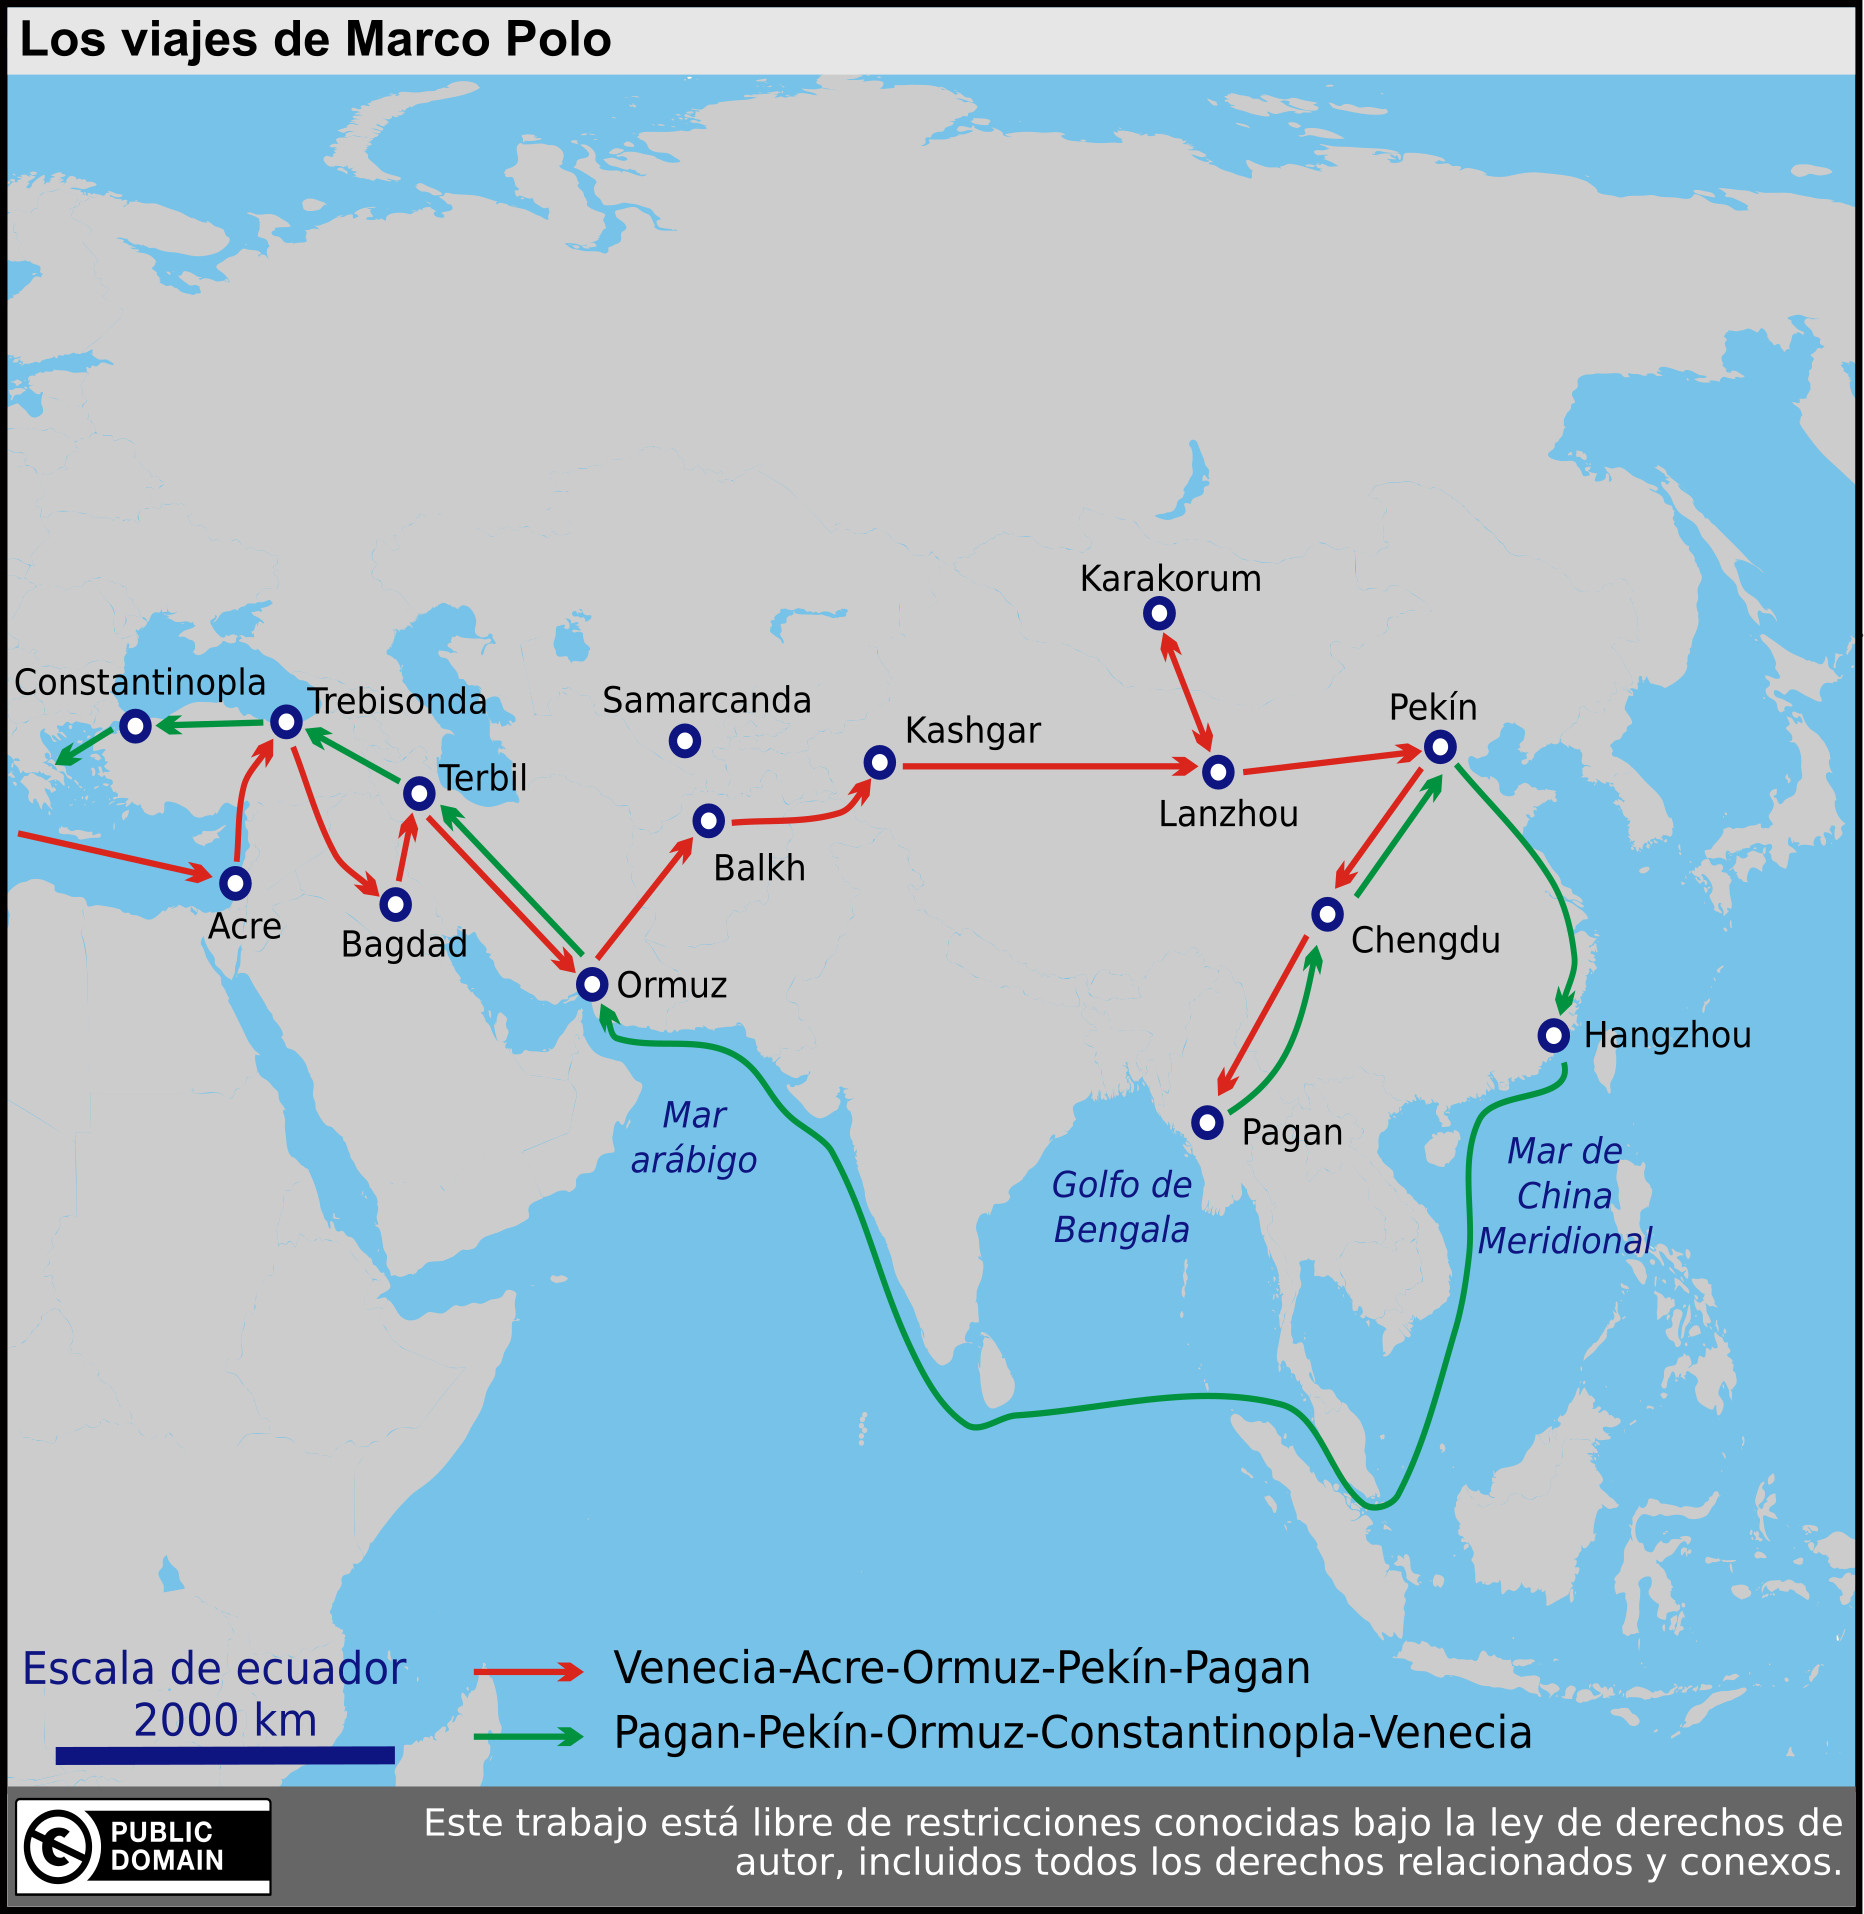 Los viajes de Marco Polo
Karakorum
Constantinopla
Trebisonda
Samarcanda
Kashgar
Pekín
Terbil
Lanzhou
Balkh
Acre
Bagdad
Chengdu
Ormuz
Hangzhou
Mar
arábigo
Pagan
Golfo de
Bengala
Mar de
China
Meridional
Escala de ecuador
2000 km
Venecia-Acre-Ormuz-Pekín-Pagan
Pagan-Pekín-Ormuz-Constantinopla-Venecia
PUBLIC
DOMAIN
Este trabajo está libre de restricciones conocidas bajo la ley de derechos de
autor, incluidos todos los derechos relacionados y conexos.